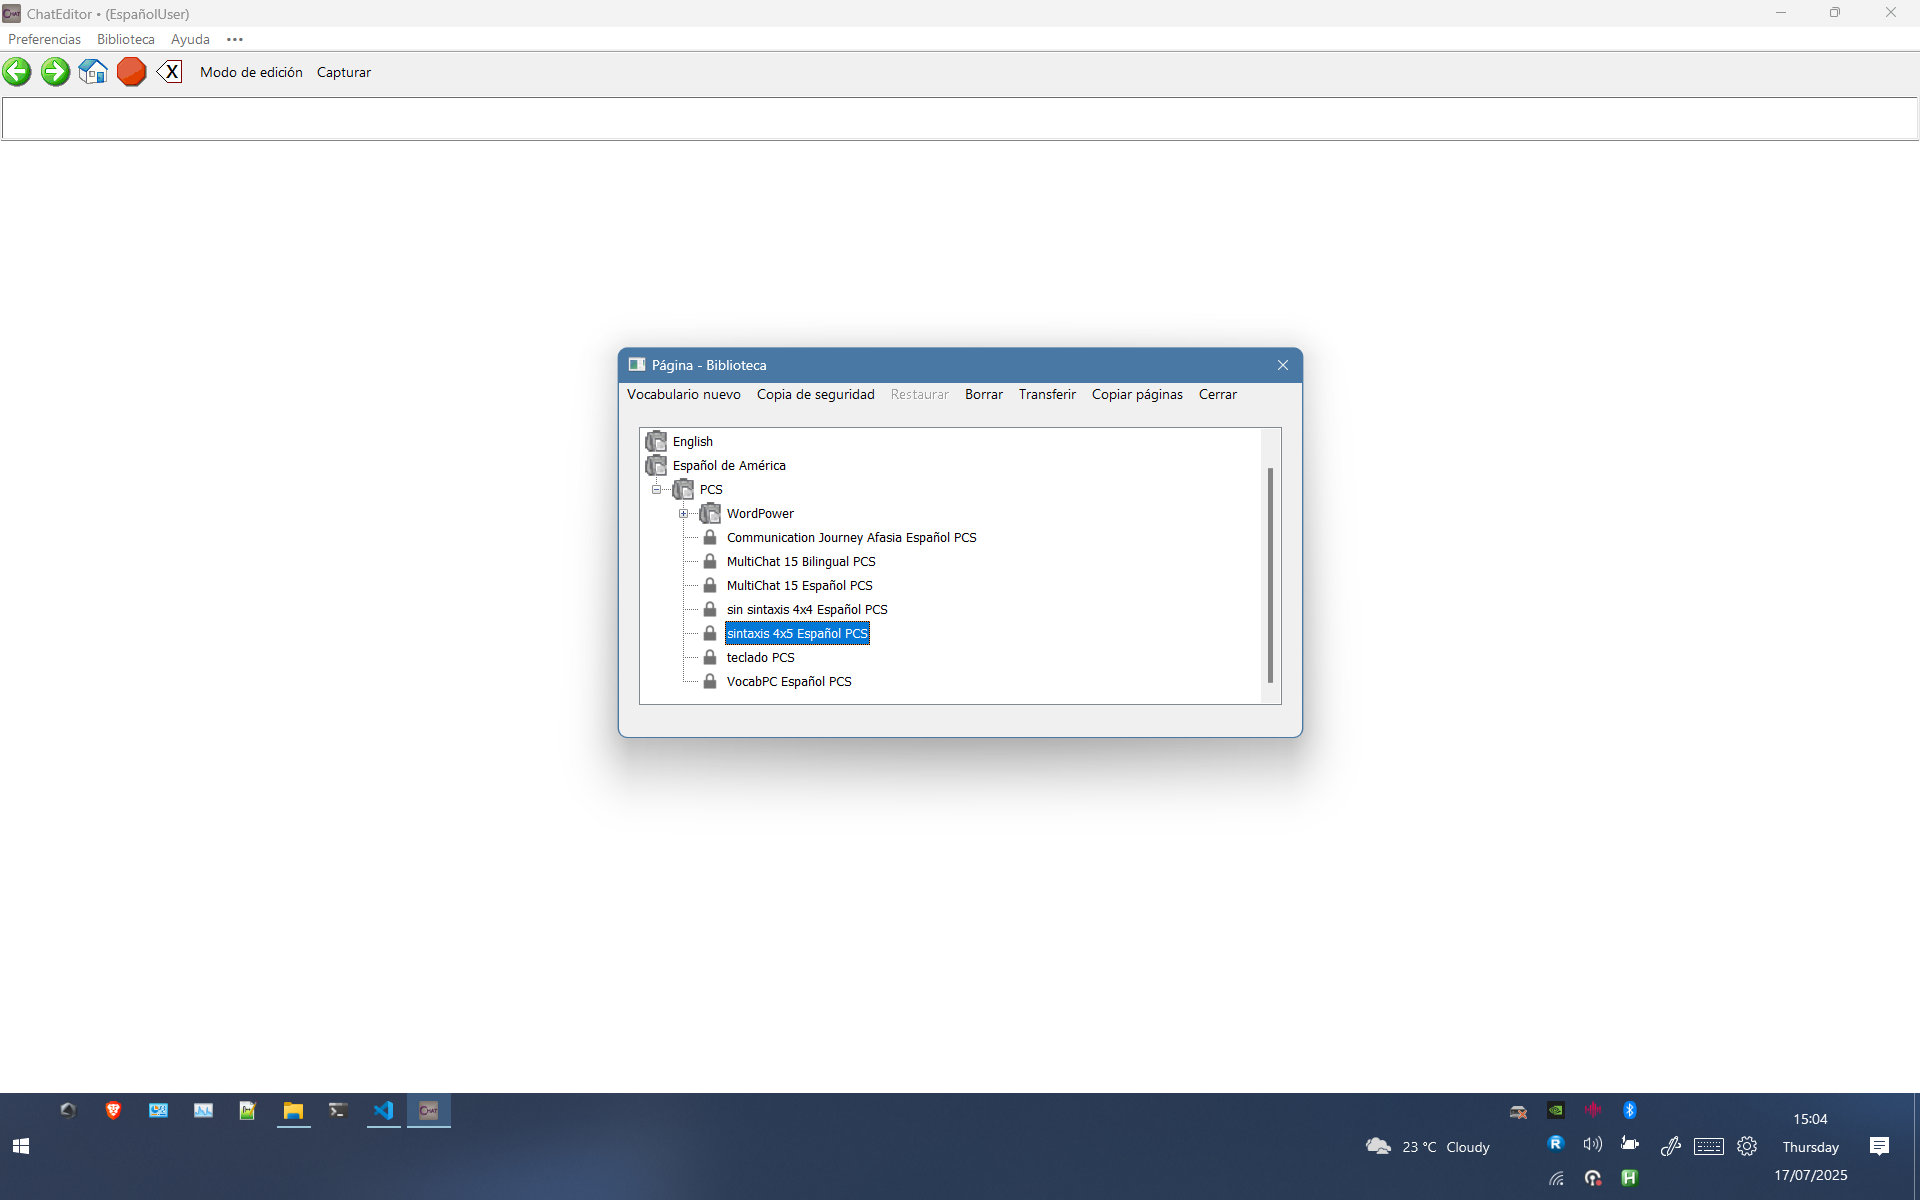 ChatEditor • (EspañolUser)
Preferencias Biblioteca Ayuda •••
X Modo de edición Capturar
Página - Biblioteca
Vocabulario nuevo Copia de seguridad Restaurar Borrar Transferir Copiar páginas Cerrar
English
Español de América
PCS
WordPower
Communication Journey Afasia Español PCS
MultiChat 15 Bilingual PCS
MultiChat 15 Español PCS
sin sintaxis 4x4 Español PCS
sintaxis 4x5 Español PCS
teclado PCS
VocabPC Español PCS
CHAT
23 °C Cloudy
R
H
15:04
Thursday
17/07/2025